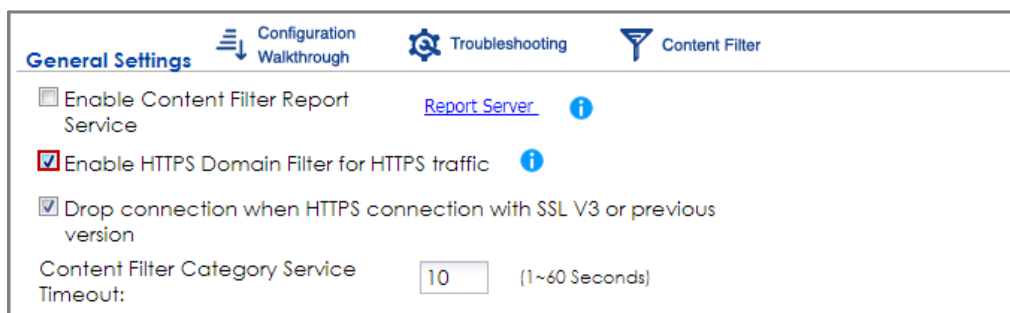 General Settings
Configuration
Walkthrough
Troubleshooting
Content Filter
Enable Content Filter Report
Service
Report Server
Enable HTTPS Domain Filter for HTTPS traffic
Drop connection when HTTPS connection with SSL V3 or previous
version
Content Filter Category Service
Timeout:
10
(1~60 Seconds)